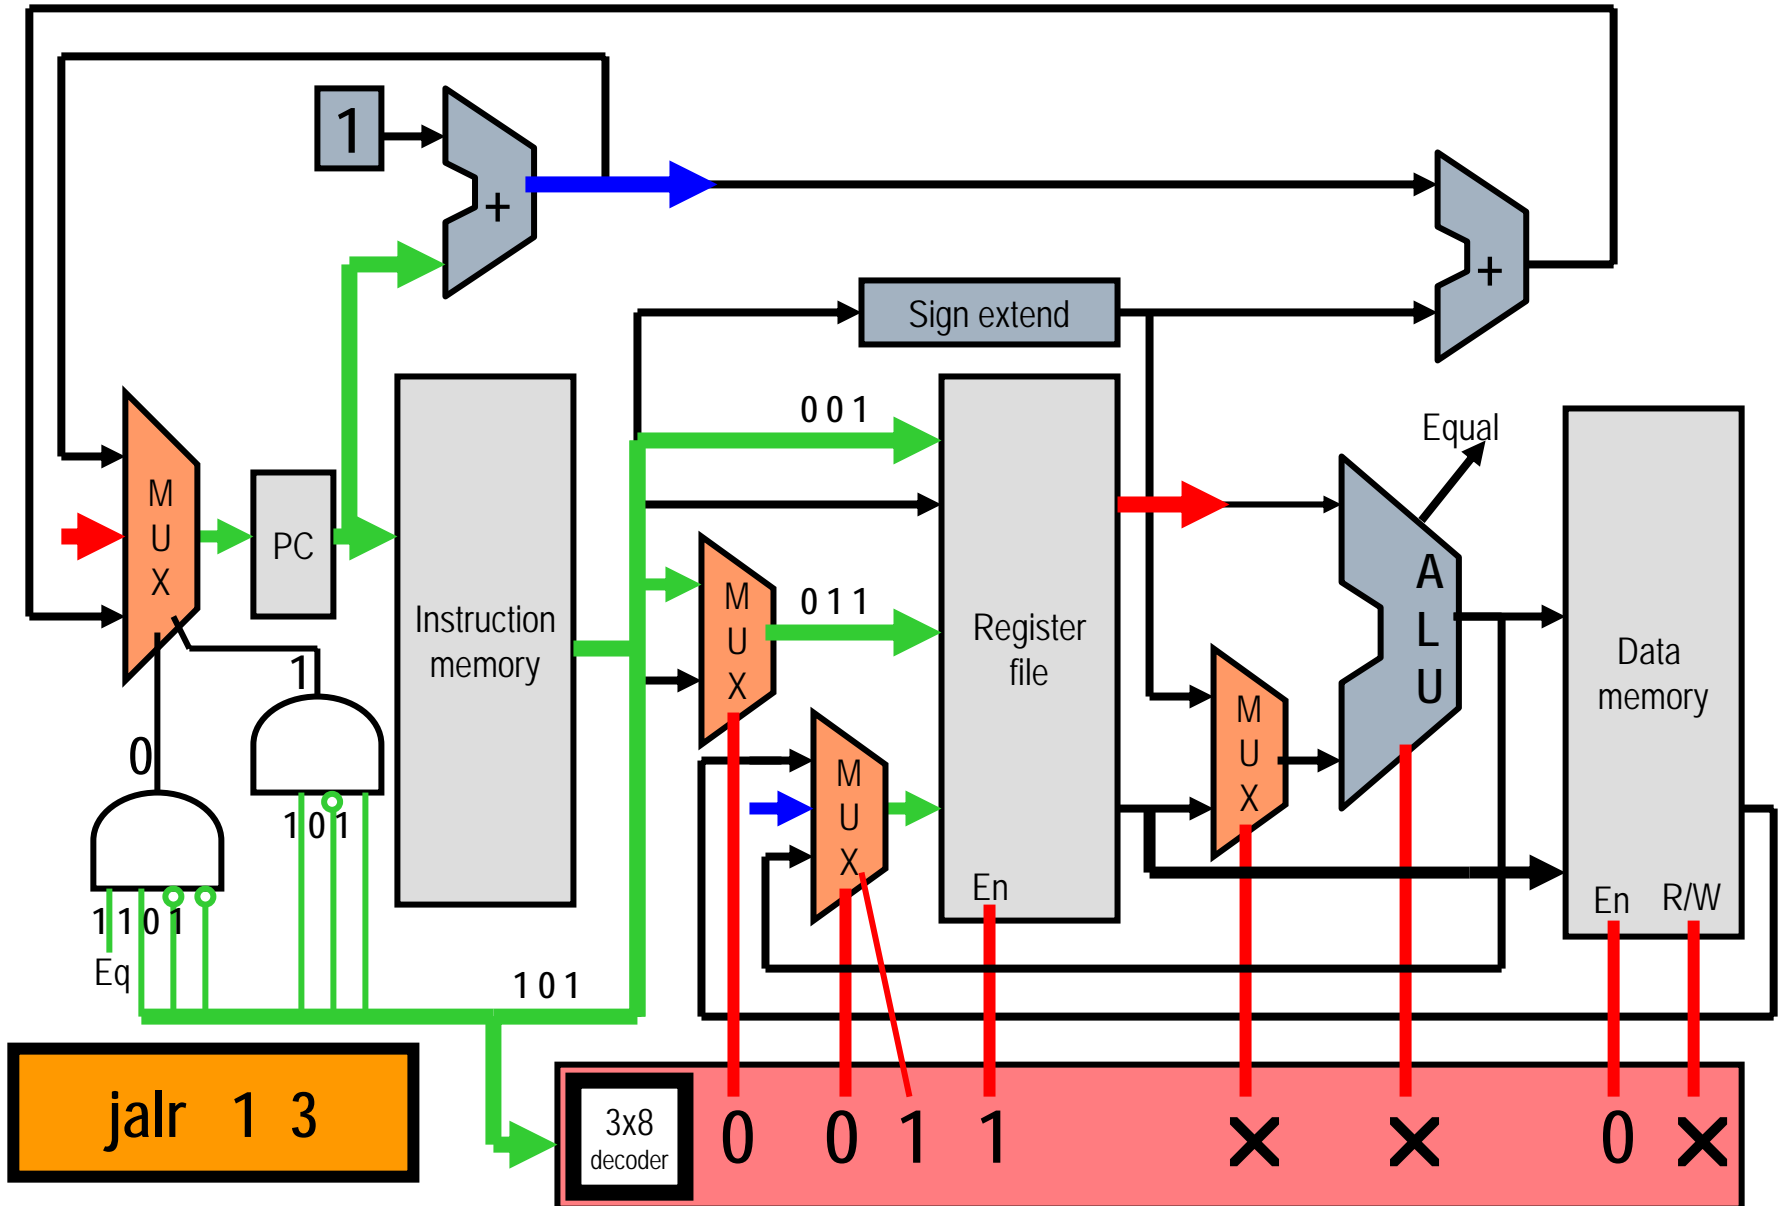 1
+
+
Sign extend
0 0 1
Equal
M
U
X
PC
Instruction
memory
M
U
X
0 1 1
Register
file
En
A
L
U
Data
memory
En R/W
M
U
X
M
U
X
1
0
1 0 1
1 1 0 1
Eq
1 0 1
jalr 1 3
3x8
decoder
0 0 1 1 X X 0 X